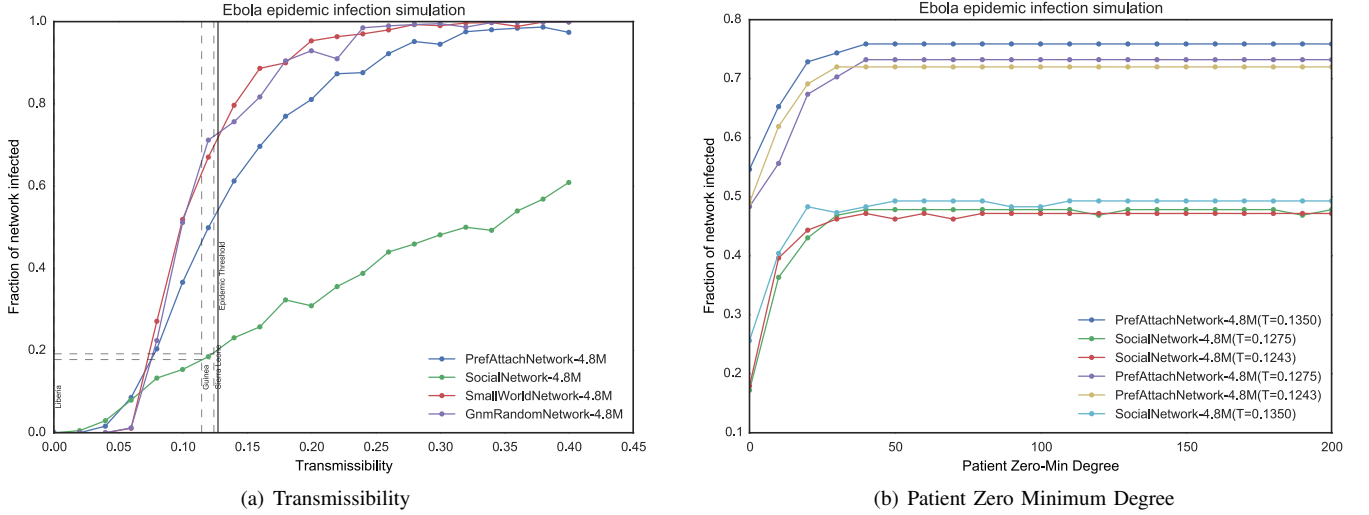 Ebola epidemic infection simulation
1.0
0.8
0.6
0.4
0.2
0.0
Fraction of network infected
Liberia
Guinea
Sierra Leone
Epidemic Threshold
PrefAttachNetwork-4.8M
SocialNetwork-4.8M
SmallWorldNetwork-4.8M
GnmRandomNetwork-4.8M
0.00 0.05 0.10 0.15 0.20 0.25 0.30 0.35 0.40 0.45
Transmissibility
(a) Transmissibility
Ebola epidemic infection simulation
0.8
0.7
0.6
0.5
0.4
0.3
0.2
0.1
Fraction of network infected
PrefAttachNetwork-4.8M(T=0.1350)
SocialNetwork-4.8M(T=0.1275)
SocialNetwork-4.8M(T=0.1243)
PrefAttachNetwork-4.8M(T=0.1275)
PrefAttachNetwork-4.8M(T=0.1243)
SocialNetwork-4.8M(T=0.1350)
0 50 100 150 200
Patient Zero-Min Degree
(b) Patient Zero Minimum Degree